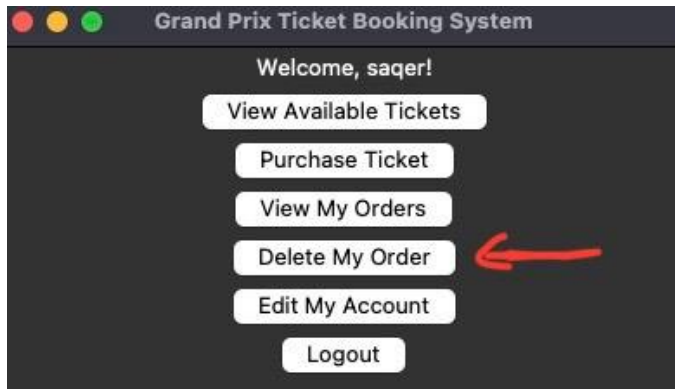 Grand Prix Ticket Booking System
Welcome, saqer!
View Available Tickets
Purchase Ticket
View My Orders
Delete My Order
Edit My Account
Logout